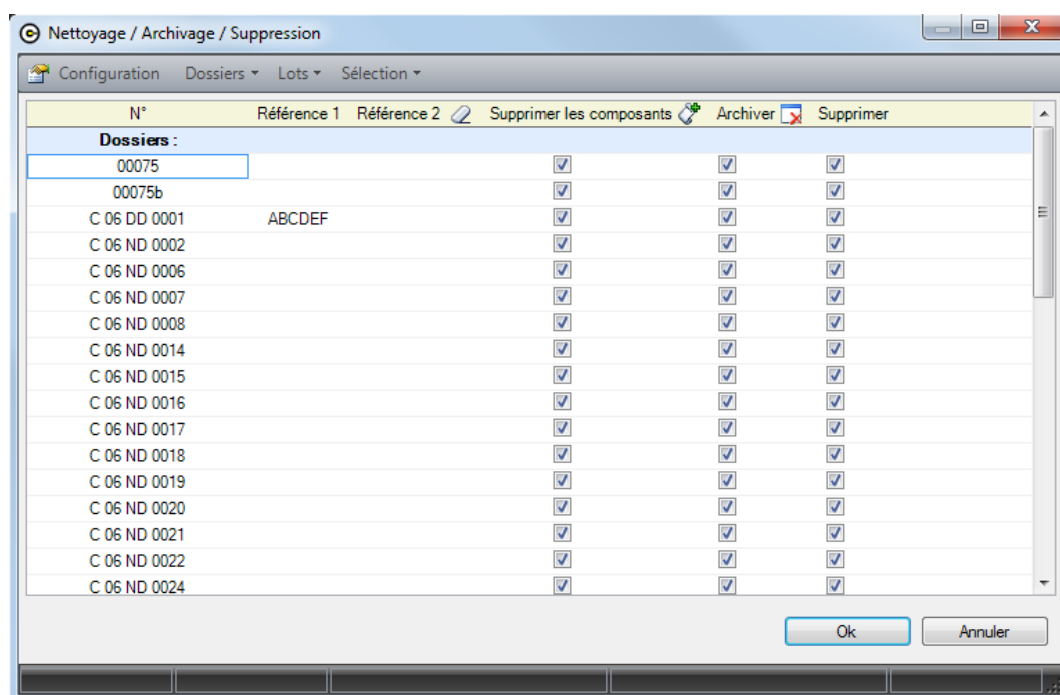 Nettoyage / Archivage / Suppression
Configuration Dossiers Lots Sélection
N° Référence 1 Référence 2 Supprimer les composants Archiver Supprimer
Dossiers :
00075
00075b
C 06 DD 0001 ABCDEF
C 06 ND 0002
C 06 ND 0006
C 06 ND 0007
C 06 ND 0008
C 06 ND 0014
C 06 ND 0015
C 06 ND 0016
C 06 ND 0017
C 06 ND 0018
C 06 ND 0019
C 06 ND 0020
C 06 ND 0021
C 06 ND 0022
C 06 ND 0024
Ok Annuler